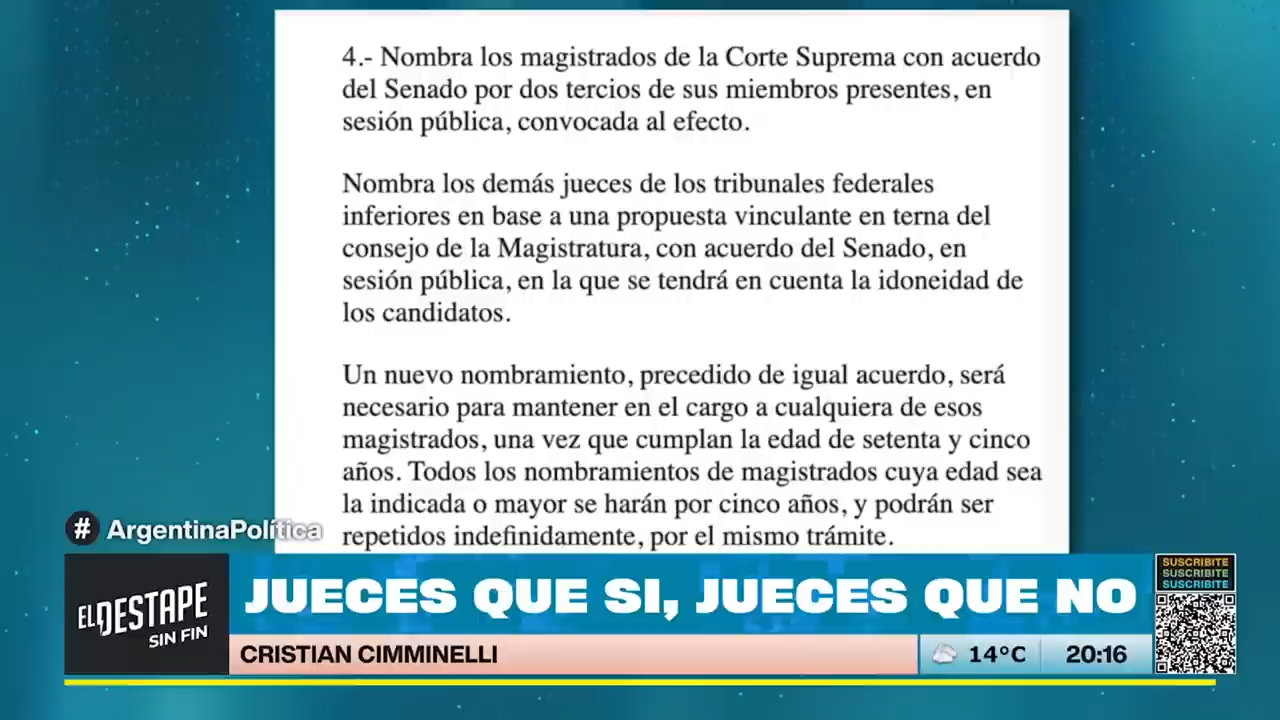 4.- Nombra los magistrados de la Corte Suprema con acuerdo
del Senado por dos tercios de sus miembros presentes, en
sesión pública, convocada al efecto.
Nombra los demás jueces de los tribunales federales
inferiores en base a una propuesta vinculante en terna del
consejo de la Magistratura, con acuerdo del Senado, en
sesión pública, en la que se tendrá en cuenta la idoneidad de
los candidatos.
Un nuevo nombramiento, precedido de igual acuerdo, será
necesario para mantener en el cargo a cualquiera de esos
magistrados, una vez que cumplan la edad de setenta y cinco
años. Todos los nombramientos de magistrados cuya edad sea
la indicada o mayor se harán por cinco años, y podrán ser
repetidos indefinidamente, por el mismo trámite.
# ArgentinaPolítica
EL DESTAPE
SIN FIN
JUECES QUE SI, JUECES QUE NO
CRISTIAN CIMMINELLI
14°C
20:16
SUSCRIBITE
SUSCRIBITE
SUSCRIBITE